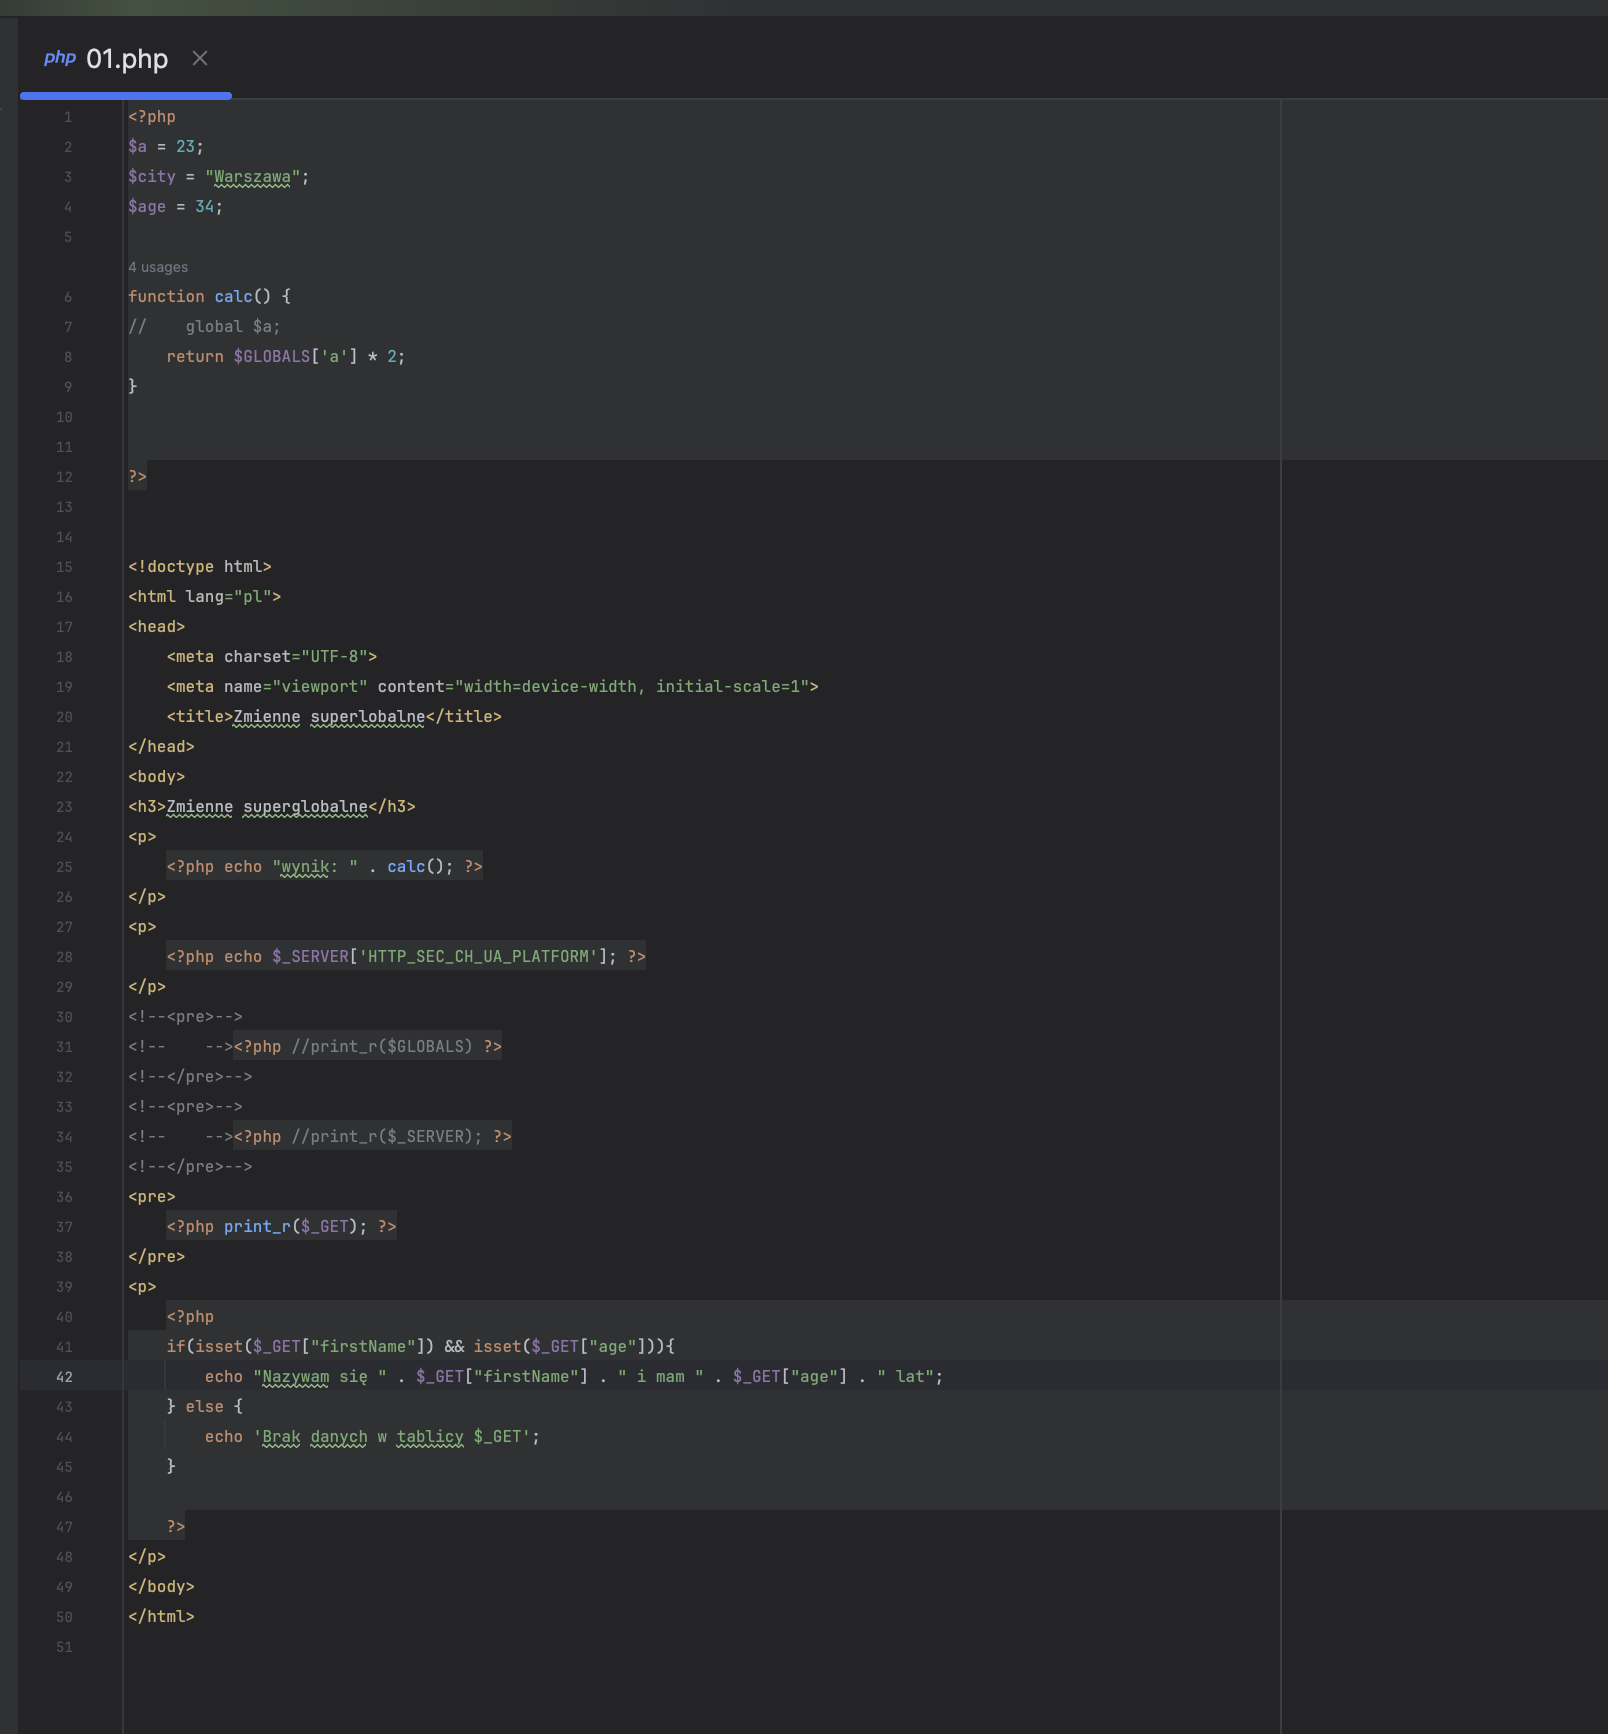 php 01.php
1 <?php
2 $a = 23;
3 $city = "Warszawa";
4 $age = 34;
5
4 usages
6 function calc() {
7 //    global $a;
8     return $GLOBALS['a'] * 2;
9 }
10
11
12 ?>
13
14
15 <!doctype html>
16 <html lang="pl">
17 <head>
18     <meta charset="UTF-8">
19     <meta name="viewport" content="width=device-width, initial-scale=1">
20     <title>Zmienne superlobalne</title>
21 </head>
22 <body>
23 <h3>Zmienne superglobalne</h3>
24 <p>
25     <?php echo "wynik: " . calc(); ?>
26 </p>
27 <p>
28     <?php echo $_SERVER['HTTP_SEC_CH_UA_PLATFORM']; ?>
29 </p>
30 <!--<pre>-->
31 <!--    --><?php //print_r($GLOBALS) ?>
32 <!--</pre>-->
33 <!--<pre>-->
34 <!--    --><?php //print_r($_SERVER); ?>
35 <!--</pre>-->
36 <pre>
37     <?php print_r($_GET); ?>
38 </pre>
39 <p>
40     <?php
41     if(isset($_GET["firstName"]) && isset($_GET["age"])){
42         echo "Nazywam się " . $_GET["firstName"] . " i mam " . $_GET["age"] . " lat";
43     } else {
44         echo 'Brak danych w tablicy $_GET';
45     }
46
47     ?>
48 </p>
49 </body>
50 </html>
51